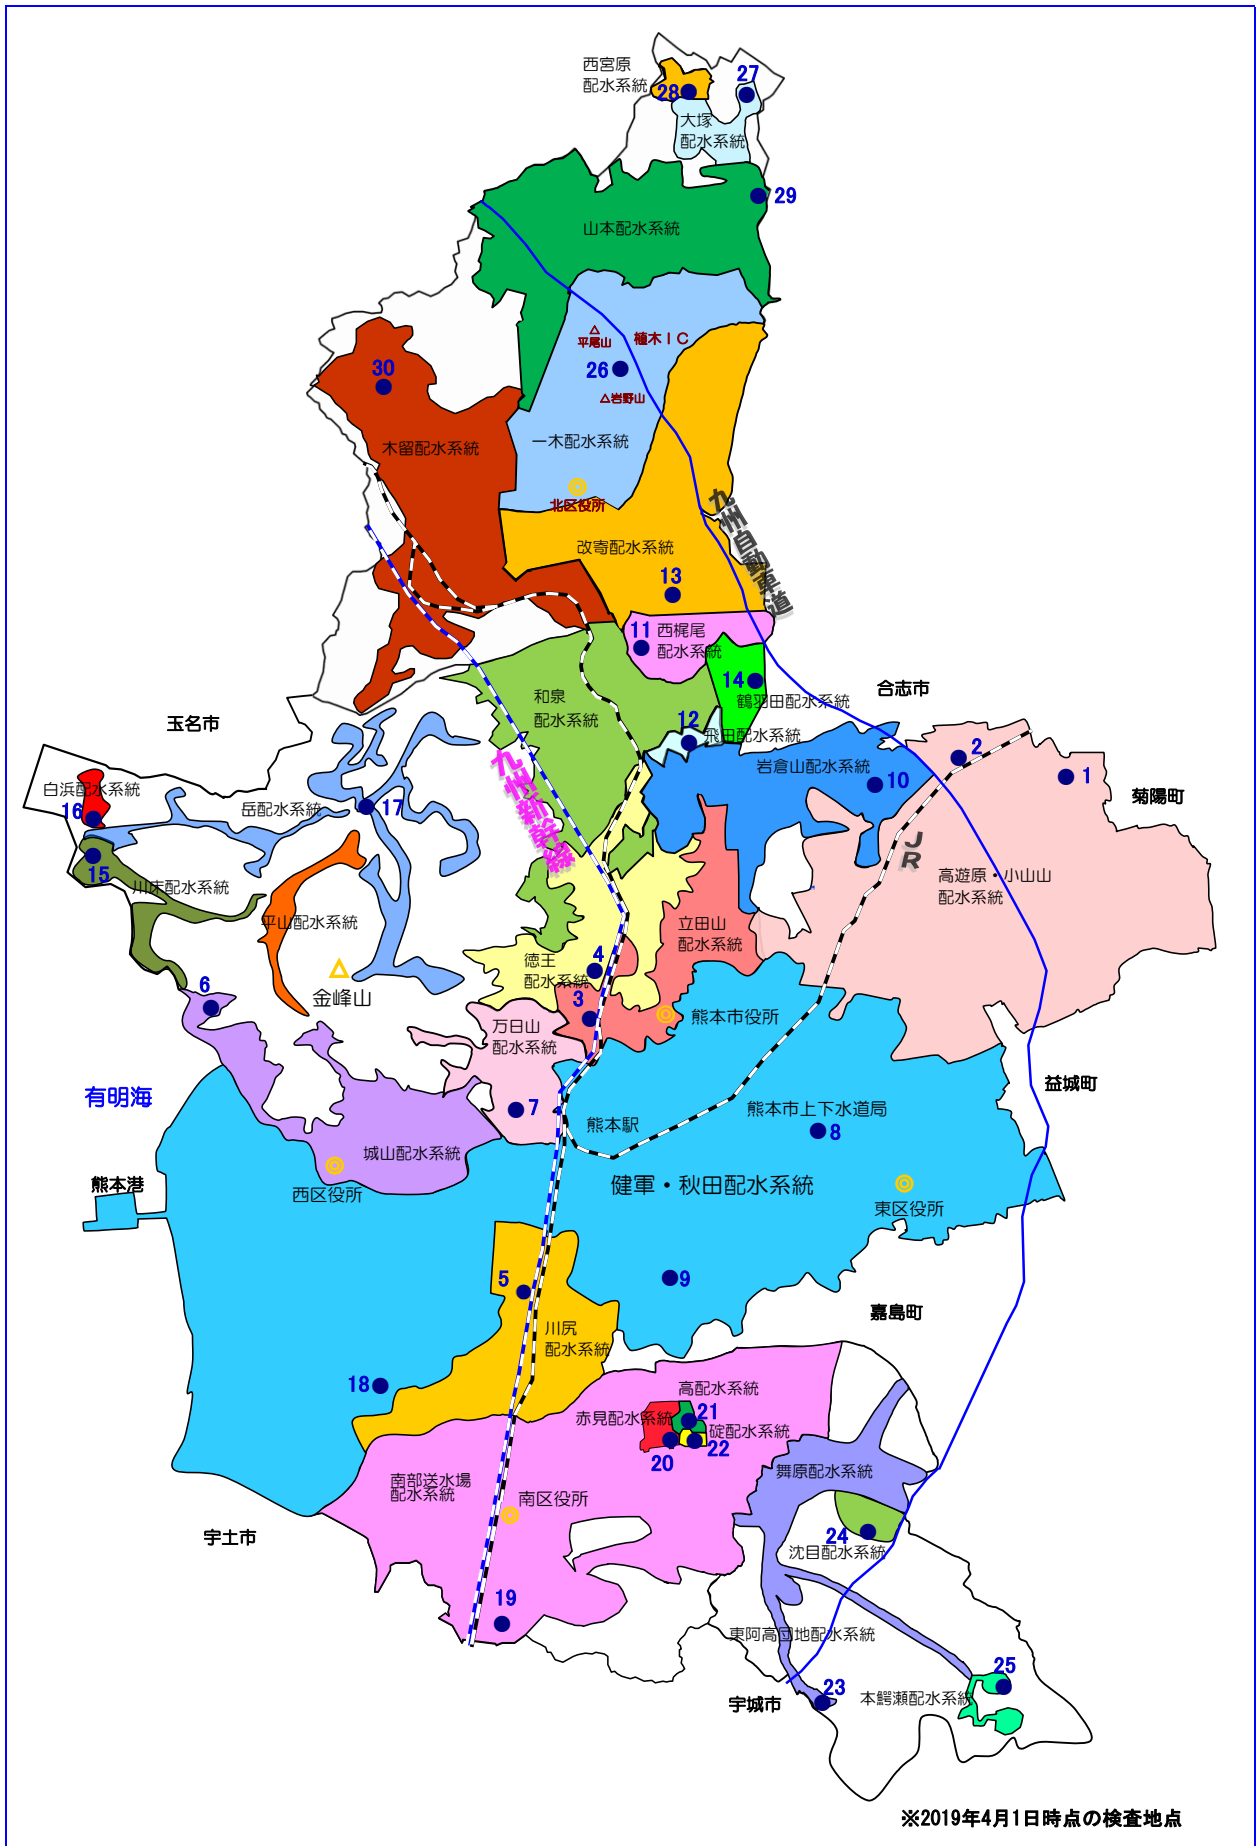 西宮原
配水系統
28
27
大塚
配水系統
29
山本配水系統
△
平尾山
植木ＩＣ
26
△岩野山
30
一木配水系統
木留配水系統
北区役所
九州自動車道
改寄配水系統
13
11
西梶尾
配水系統
14
鶴羽田配水系統
合志市
和泉
配水系統
12
飛田配水系統
玉名市
九州新幹線
岩倉山配水系統
10
2
1
菊陽町
白浜配水系統
16
岳配水系統
17
JR
高遊原・小山山
配水系統
15
川床配水系統
平山配水系統
立田山
配水系統
徳王
配水系統
4
6
金峰山
3
熊本市役所
万日山
配水系統
7
有明海
益城町
熊本駅
熊本市上下水道局
8
城山配水系統
西区役所
熊本港
健軍・秋田配水系統
東区役所
5
9
嘉島町
川尻
配水系統
18
高配水系統
赤見配水系統
21
碇配水系統
20
22
舞原配水系統
南部送水場
配水系統
南区役所
宇土市
24
沈目配水系統
19
東阿高団地配水系統
25
23
宇城市
本鰐瀬配水系統
※2019年4月1日時点の検査地点